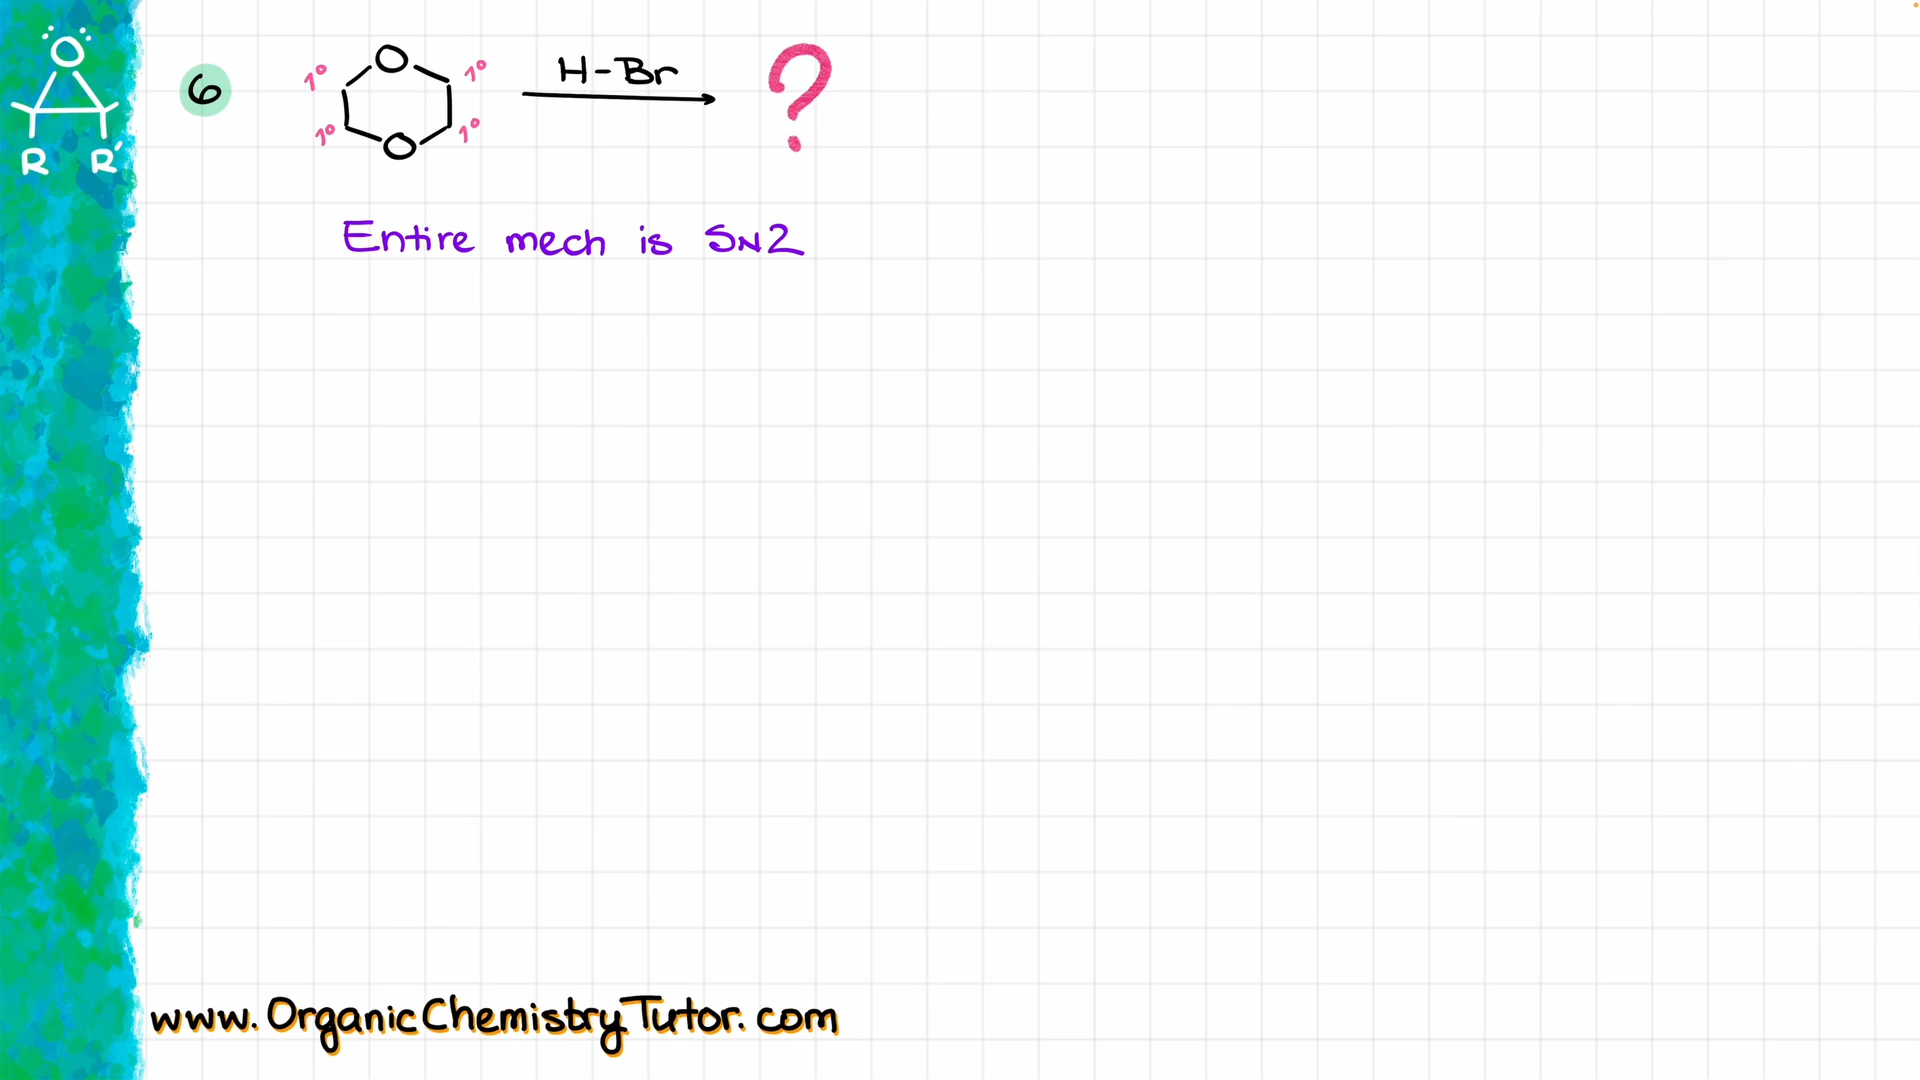 O
R R'
6
1° O 1°
1° O 1°
H-Br
?
Entire mech is SN2
www.OrganicChemistryTutor.com